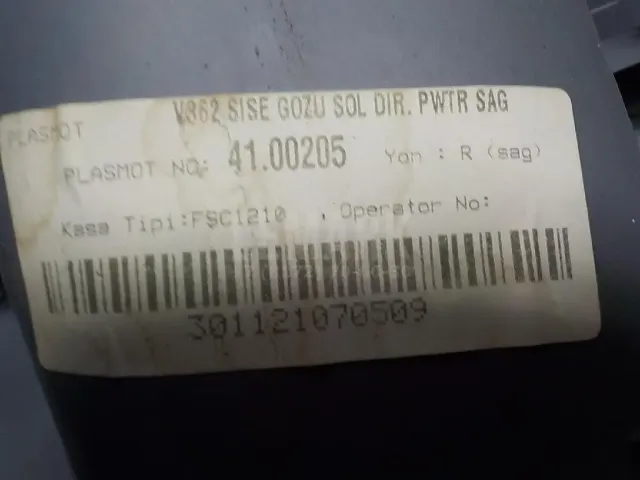 V362 SISE GOZU SOL DIR. PWTR SAG
PLASMOT
PLASMOT NO: 41.00205 Yon : R (sag)
Kasa Tipi:FSC1210 , Operator No:
301121070509